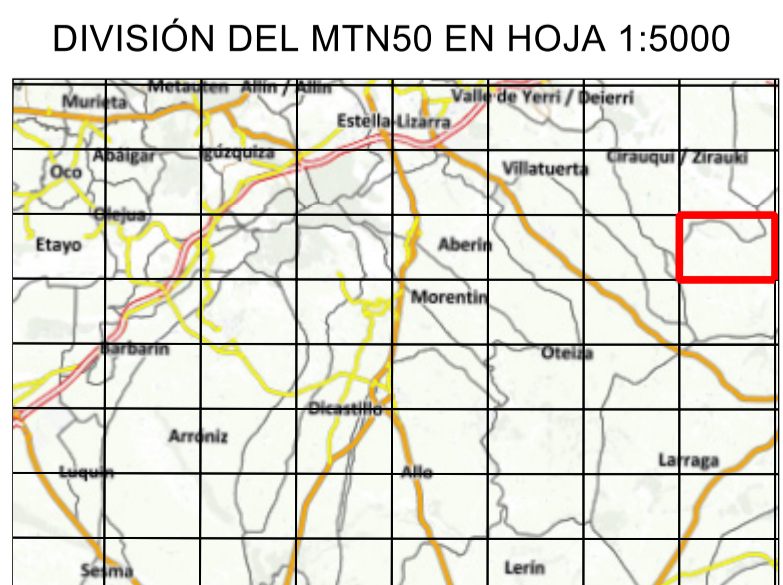 DIVISIÓN DEL MTN50 EN HOJA 1:5000
Metauten
Allín / Allin
Murieta
Valle de Yerri / Deierri
Estella-Lizarra
Abáigar
Igúzquiza
Cirauqui / Zirauki
Oco
Villatuerta
Olejua
Etayo
Aberin
Morentin
Barbarin
Oteiza
Dicastillo
Arróniz
Larraga
Luquin
Allo
Sesma
Lerín